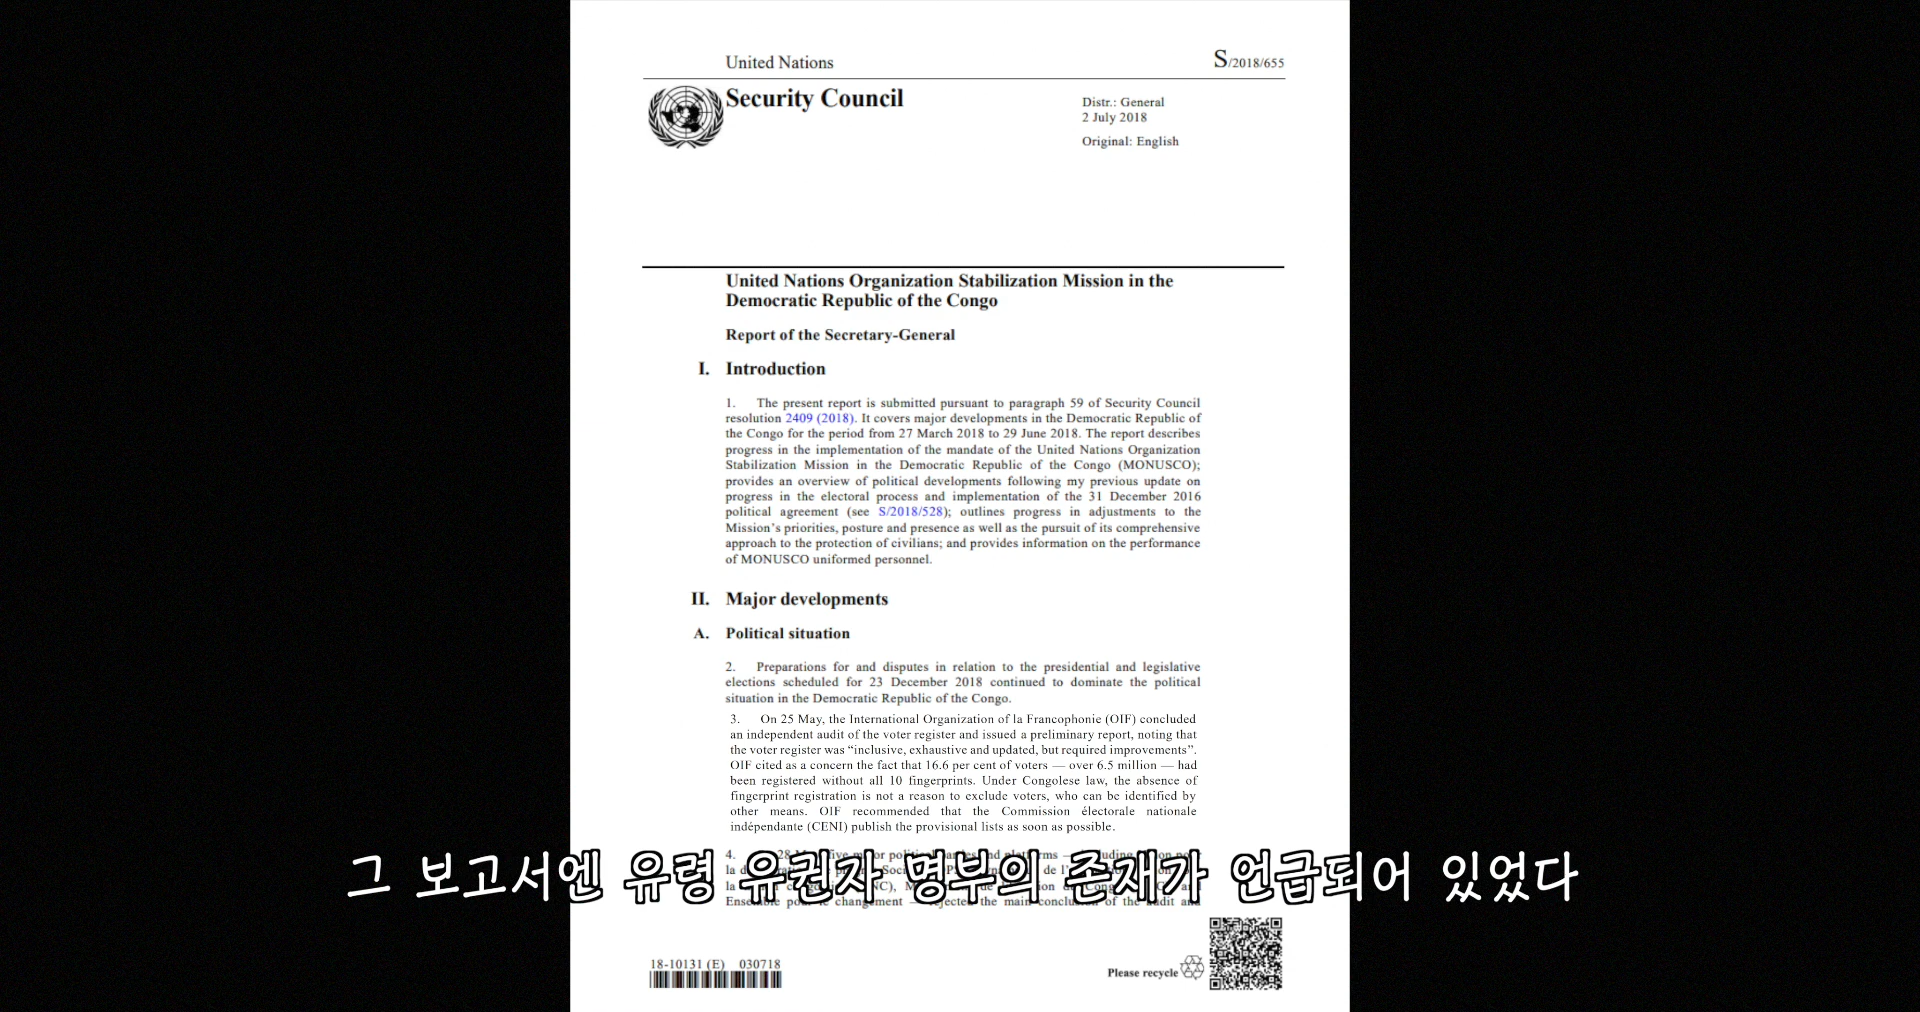 United Nations
S/2018/655
Security Council
Distr.: General
2 July 2018
Original: English
United Nations Organization Stabilization Mission in the
Democratic Republic of the Congo
Report of the Secretary-General
I. Introduction
1. The present report is submitted pursuant to paragraph 59 of Security Council
resolution 2409 (2018). It covers major developments in the Democratic Republic of
the Congo for the period from 27 March 2018 to 29 June 2018. The report describes
progress in the implementation of the mandate of the United Nations Organization
Stabilization Mission in the Democratic Republic of the Congo (MONUSCO);
provides an overview of political developments following my previous update on
progress in the electoral process and implementation of the 31 December 2016
political agreement (see S/2018/528); outlines progress in adjustments to the
Mission's priorities, posture and presence as well as the pursuit of its comprehensive
approach to the protection of civilians; and provides information on the performance
of MONUSCO uniformed personnel.
II. Major developments
A. Political situation
2. Preparations for and disputes in relation to the presidential and legislative
elections scheduled for 23 December 2018 continued to dominate the political
situation in the Democratic Republic of the Congo.
3. On 25 May, the International Organization of la Francophonie (OIF) concluded
an independent audit of the voter register and issued a preliminary report, noting that
the voter register was “inclusive, exhaustive and updated, but required improvements”.
OIF cited as a concern the fact that 16.6 per cent of voters — over 6.5 million — had
been registered without all 10 fingerprints. Under Congolese law, the absence of
fingerprint registration is not a reason to exclude voters, who can be identified by
other means. OIF recommended that the Commission électorale nationale
indépendante (CENI) publish the provisional lists as soon as possible.
4. 28
la
la
changement — the main of the audit and
그 보고서엔 유령 유권자 명부의 존재가 언급되어 있었다
18-10131 (E) 030718
Please recycle